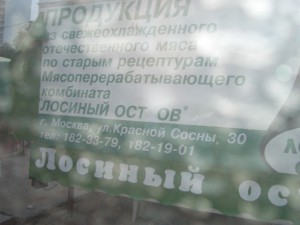 ПРОДУКЦИЯ
из свежеохлажденного
отечественного мяса
по старым рецептурам
Мясоперерабатывающего
комбината
ЛОСИНЫЙ ОСТ ОВ"
г. Москва, ул.Красной Сосны, 30
тел: 182-33-79, 182-19-01
Лосиный ос